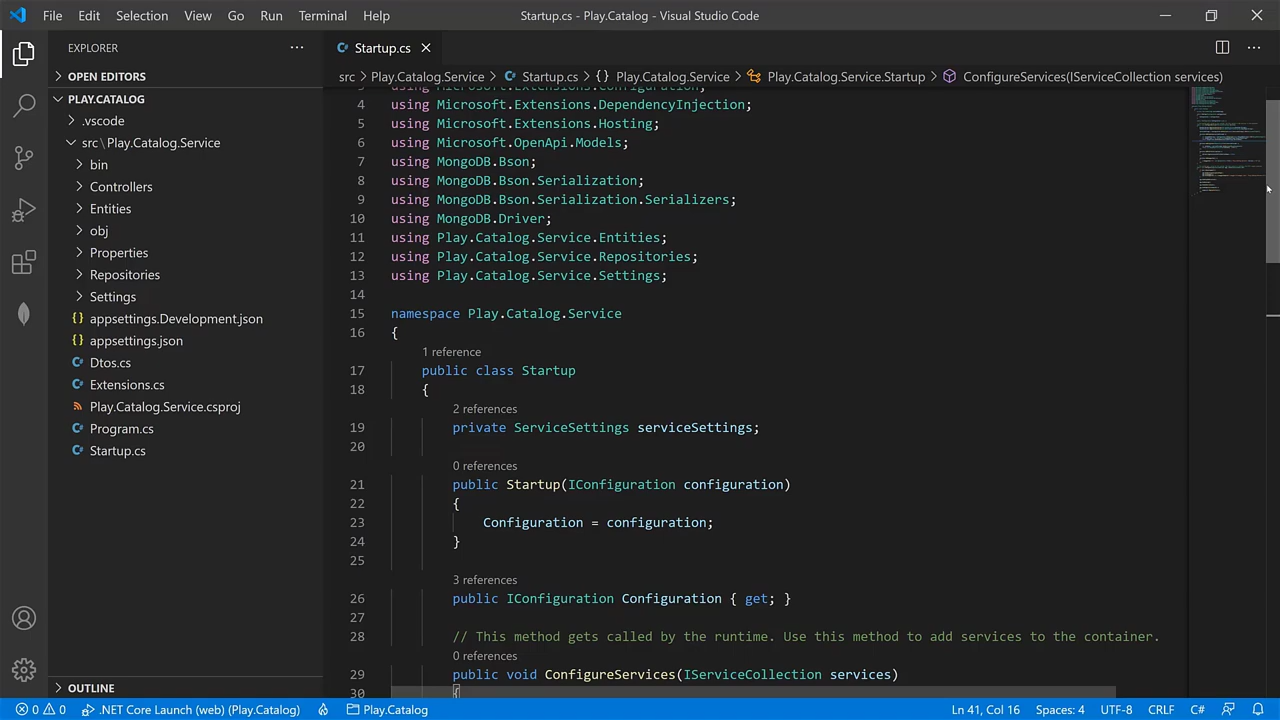 File Edit Selection View Go Run Terminal Help
Startup.cs - Play.Catalog - Visual Studio Code
EXPLORER
OPEN EDITORS
PLAY.CATALOG
.vscode
src \ Play.Catalog.Service
bin
Controllers
Entities
obj
Properties
Repositories
Settings
{} appsettings.Development.json
{} appsettings.json
C# Dtos.cs
C# Extensions.cs
Play.Catalog.Service.csproj
C# Program.cs
C# Startup.cs
OUTLINE
C# Startup.cs
src > Play.Catalog.Service > C# Startup.cs > {} Play.Catalog.Service > Play.Catalog.Service.Startup > ConfigureServices(IServiceCollection services)
3 using Microsoft.Extensions.Configuration;
4 using Microsoft.Extensions.DependencyInjection;
5 using Microsoft.Extensions.Hosting;
6 using Microsoft.OpenApi.Models;
7 using MongoDB.Bson;
8 using MongoDB.Bson.Serialization;
9 using MongoDB.Bson.Serialization.Serializers;
10 using MongoDB.Driver;
11 using Play.Catalog.Service.Entities;
12 using Play.Catalog.Service.Repositories;
13 using Play.Catalog.Service.Settings;
14
15 namespace Play.Catalog.Service
16 {
1 reference
17 public class Startup
18 {
2 references
19 private ServiceSettings serviceSettings;
20
0 references
21 public Startup(IConfiguration configuration)
22 {
23 Configuration = configuration;
24 }
25
3 references
26 public IConfiguration Configuration { get; }
27
28 // This method gets called by the runtime. Use this method to add services to the container.
0 references
29 public void ConfigureServices(IServiceCollection services)
30 {
0 0 .NET Core Launch (web) (Play.Catalog) Play.Catalog Ln 41, Col 16 Spaces: 4 UTF-8 CRLF C#